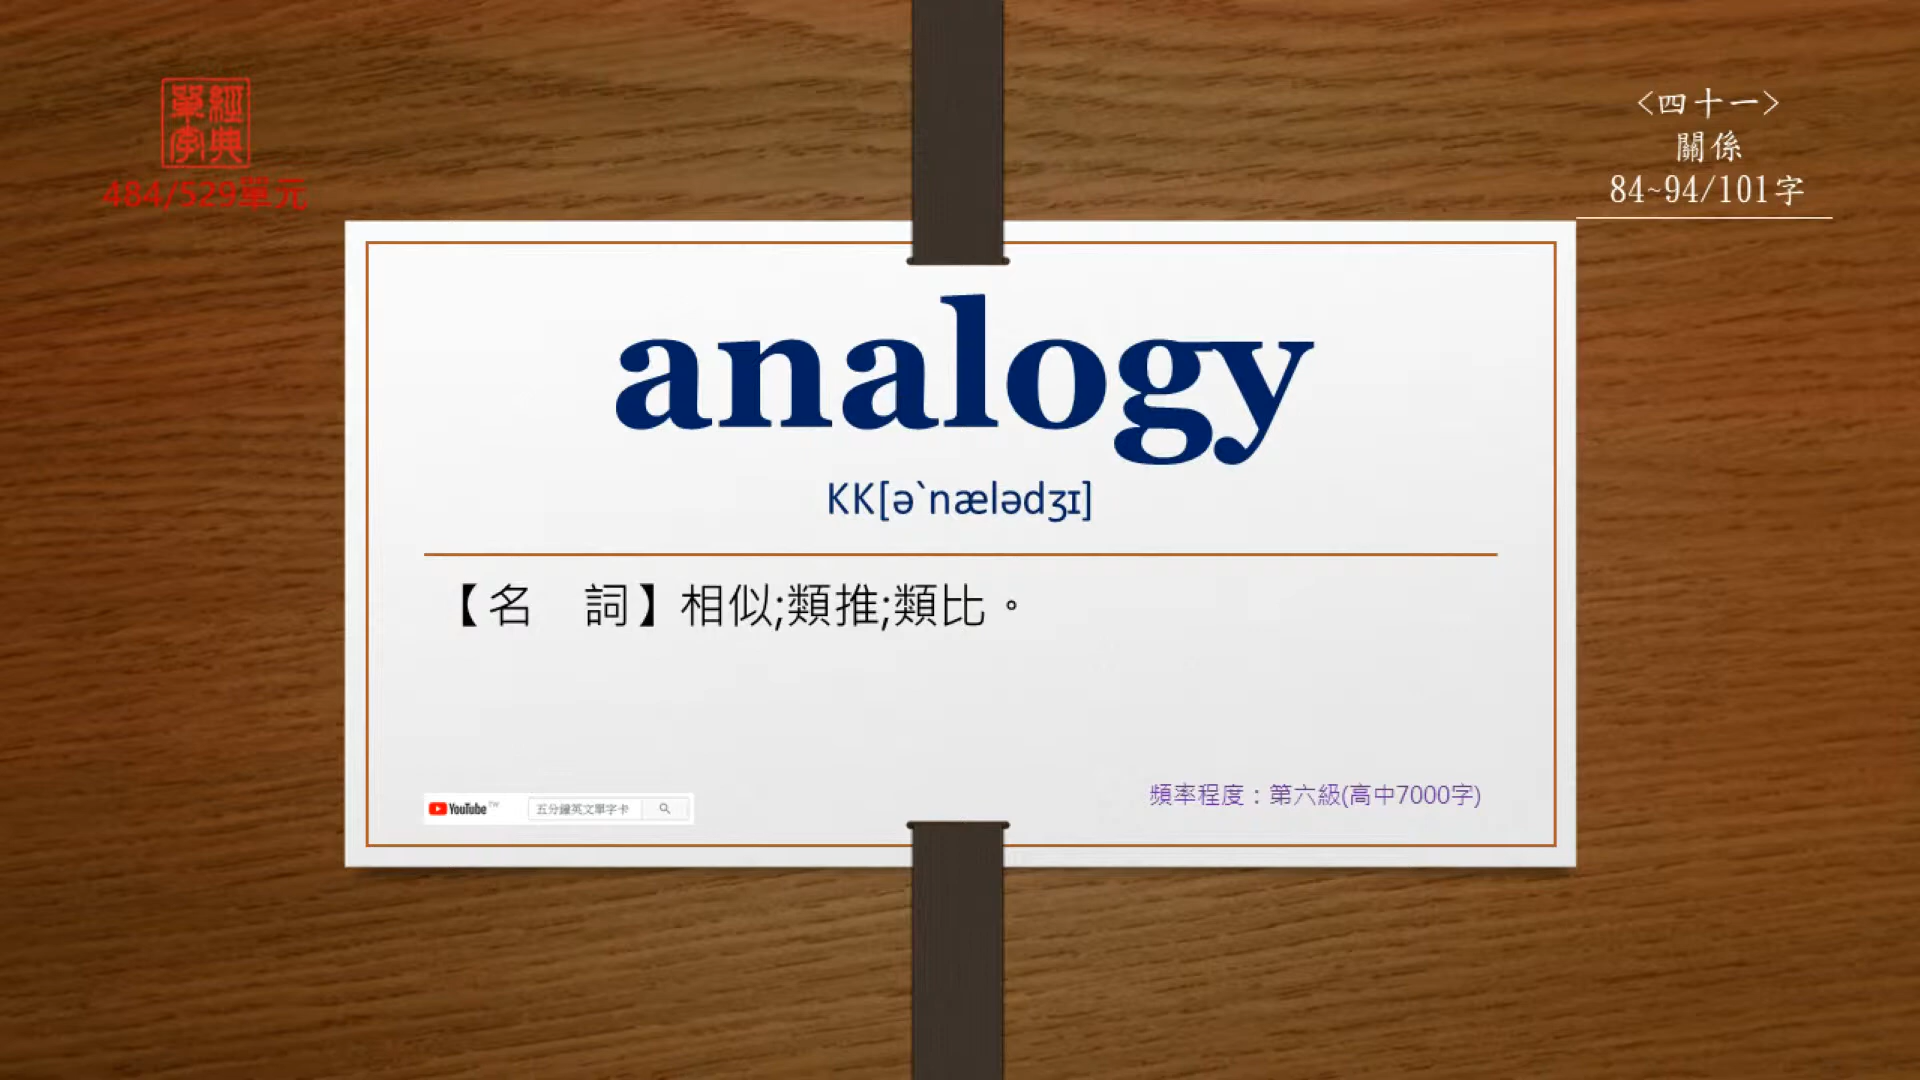 經典
單字
484/529單元
<四十一>
關係
84~94/101字
analogy
KK[ə`nælədʒɪ]
【名　詞】相似;類推;類比。
YouTube TW
五分鐘英文單字卡
頻率程度：第六級(高中7000字)